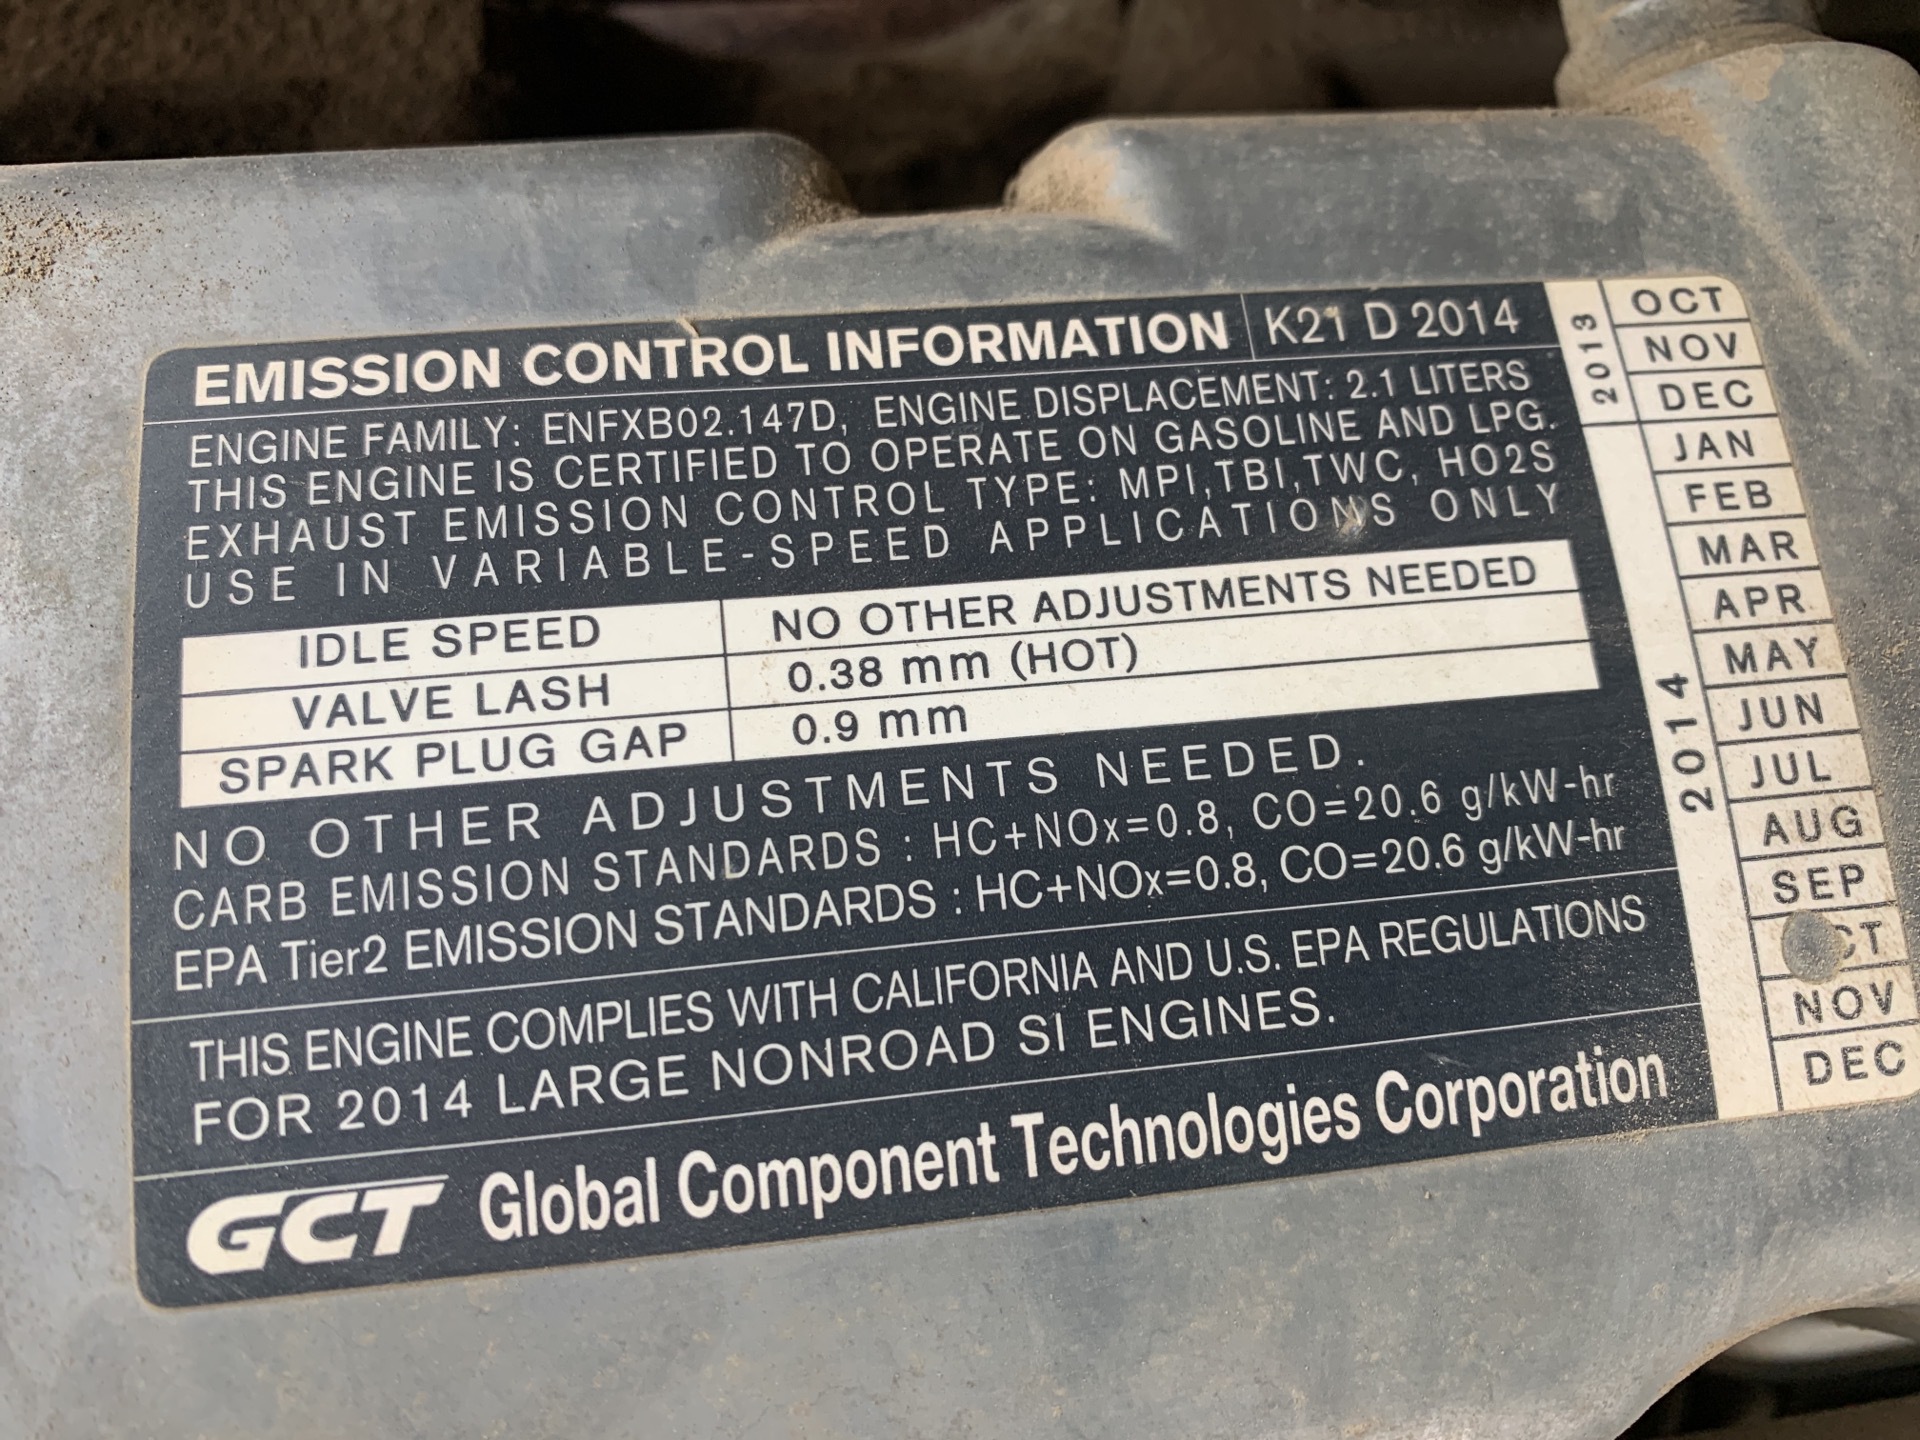 EMISSION CONTROL INFORMATION K21 D 2014
ENGINE FAMILY: ENFXB02.147D, ENGINE DISPLACEMENT: 2.1 LITERS
THIS ENGINE IS CERTIFIED TO OPERATE ON GASOLINE AND LPG.
EXHAUST EMISSION CONTROL TYPE: MPI,TBI,TWC, HO2S
USE IN VARIABLE-SPEED APPLICATIONS ONLY
IDLE SPEED NO OTHER ADJUSTMENTS NEEDED
VALVE LASH 0.38 mm (HOT)
SPARK PLUG GAP 0.9 mm
NO OTHER ADJUSTMENTS NEEDED.
CARB EMISSION STANDARDS : HC+NOx=0.8, CO=20.6 g/kW-hr
EPA Tier2 EMISSION STANDARDS : HC+NOx=0.8, CO=20.6 g/kW-hr
THIS ENGINE COMPLIES WITH CALIFORNIA AND U.S. EPA REGULATIONS
FOR 2014 LARGE NONROAD SI ENGINES.
GCT Global Component Technologies Corporation
2013
OCT
NOV
DEC
2014
JAN
FEB
MAR
APR
MAY
JUN
JUL
AUG
SEP
NOV
DEC